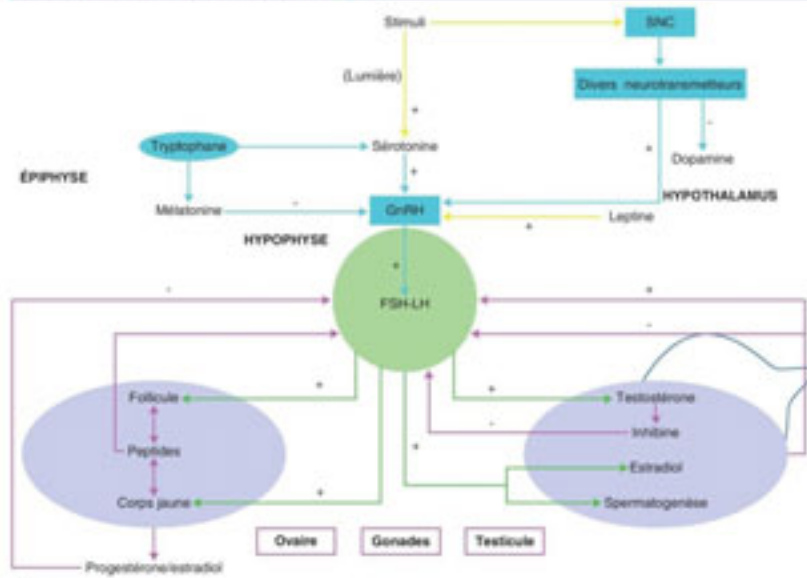 Stimuli
SNC
(Lumière)
+
Divers neurotransmetteurs
-
Tryptophane
Sérotonine
+
Dopamine
+
ÉPIPHYSE
HYPOTHALAMUS
Mélatonine
-
GnRH
Leptine
+
HYPOPHYSE
+
FSH-LH
-
+
-
+
Follicule
+
Testostérone
-
Inhibine
Peptides
+
Estradiol
+
Corps jaune
Spermatogenèse
Ovaire
Gonades
Testicule
Progestérone/estradiol